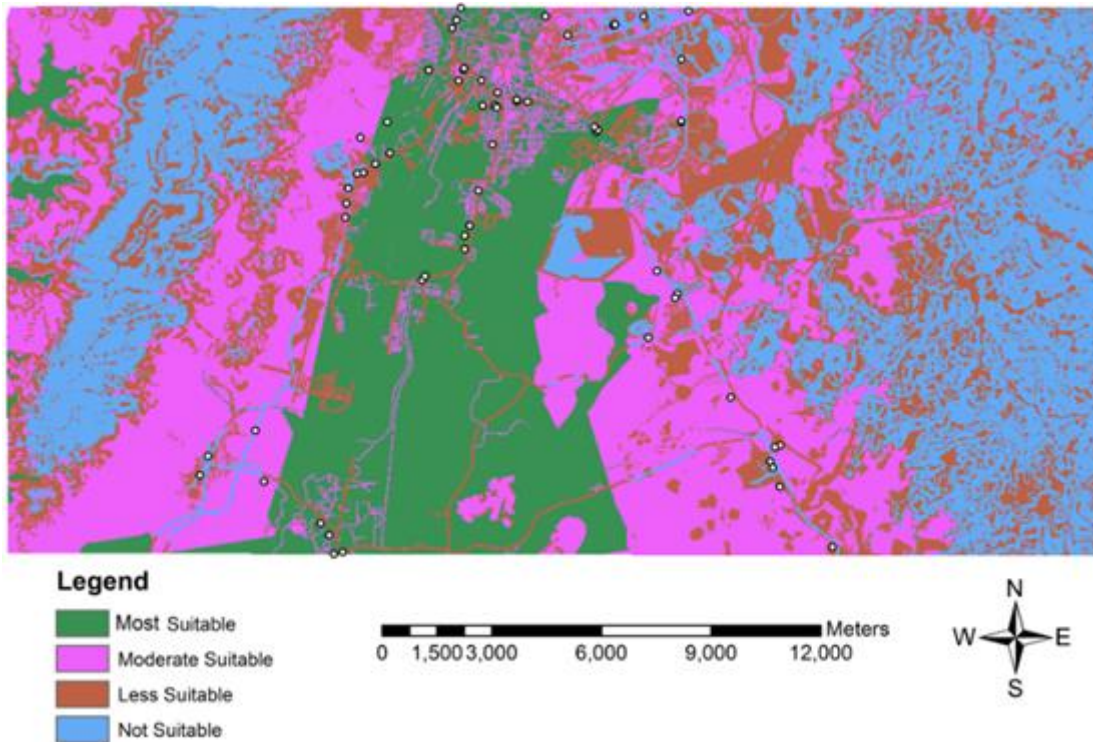 Legend
Most Suitable
Moderate Suitable
Less Suitable
Not Suitable
Meters
0 1,500 3,000 6,000 9,000 12,000
N
W E
S